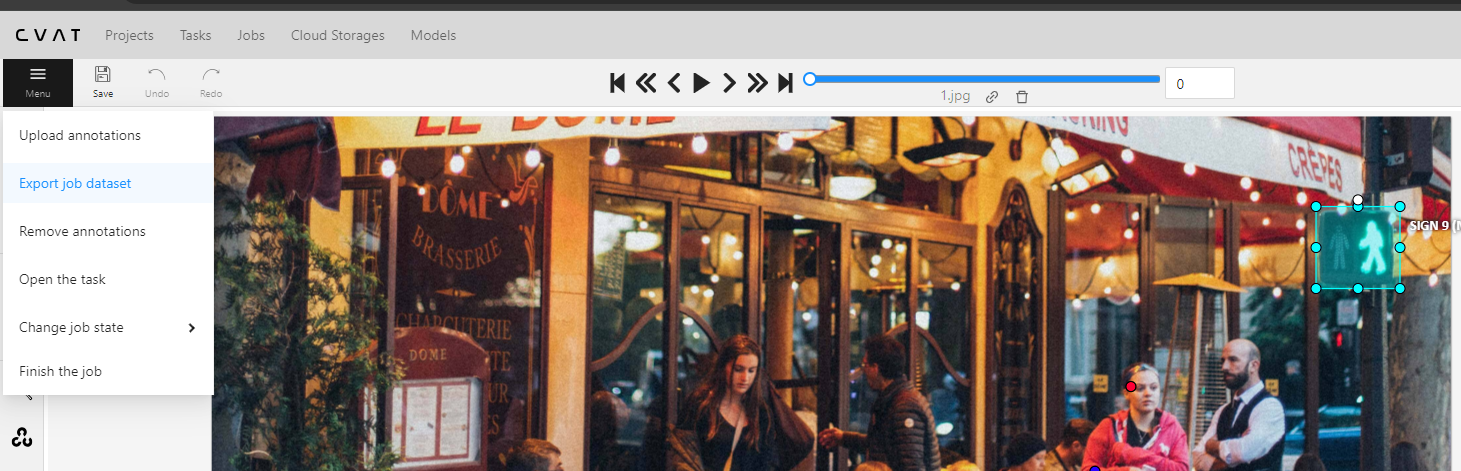 CVAT Projects Tasks Jobs Cloud Storages Models
Menu Save Undo Redo
0
1.jpg
Upload annotations
Export job dataset
Remove annotations
Open the task
Change job state
Finish the job
LE DOME
CRÊPES
SIGN 9
DÔME
BRASSERIE
CHARCUTERIE
DOME